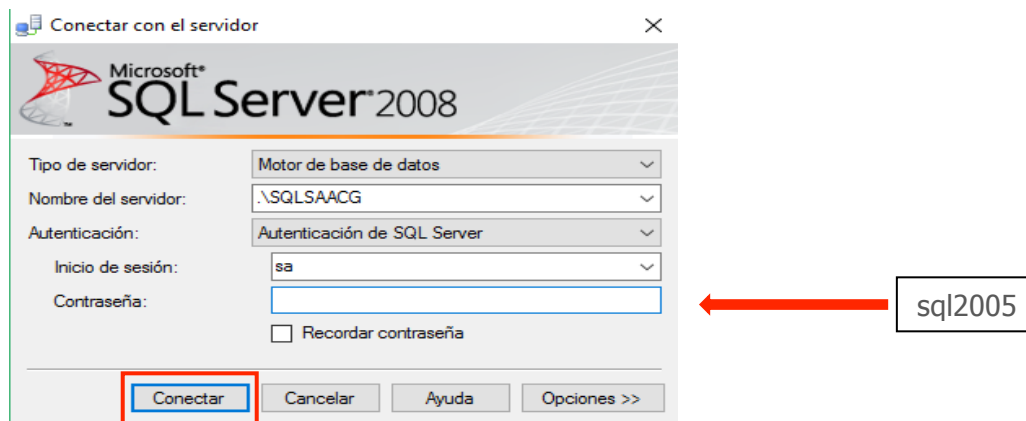 Conectar con el servidor
Microsoft®
SQL Server® 2008
Tipo de servidor: Motor de base de datos
Nombre del servidor: .\SQLSAACG
Autenticación: Autenticación de SQL Server
Inicio de sesión: sa
Contraseña:
sql2005
Recordar contraseña
Conectar Cancelar Ayuda Opciones >>